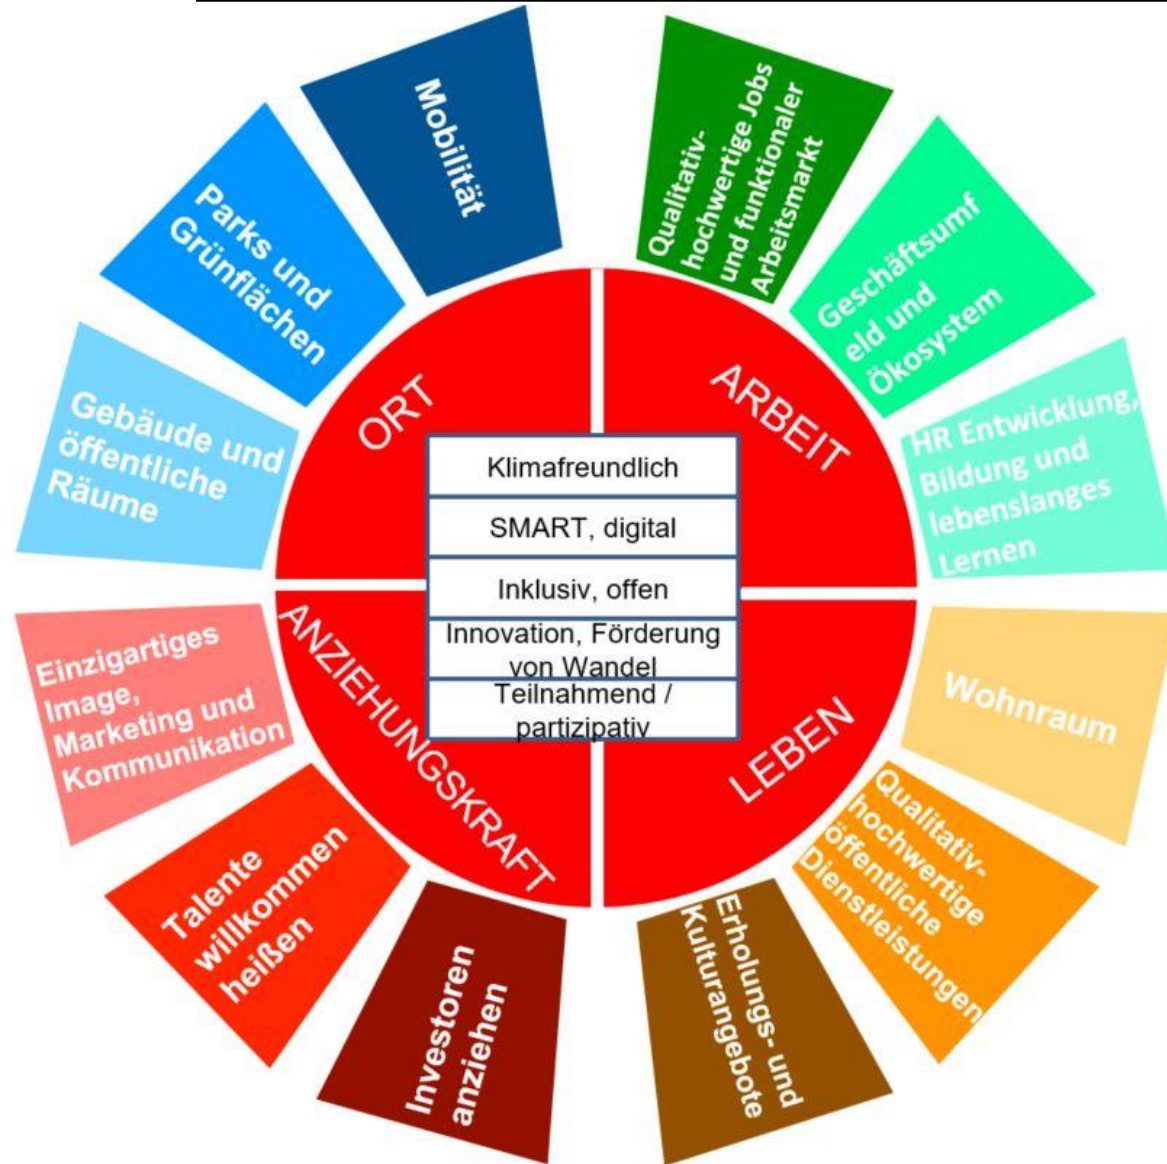 Mobilität
Parks und
Grünflächen
Gebäude und
öffentliche
Räume
Qualitativ-
hochwertige Jobs
und funktionaler
Arbeitsmarkt
Geschäftsumf
eld und
Ökosystem
HR Entwicklung,
Bildung und
lebenslanges
Lernen
ORT
ARBEIT
Klimafreundlich
SMART, digital
Inklusiv, offen
Innovation, Förderung
von Wandel
Teilnahmend /
partizipativ
ANZIEHUNGSKRAFT
LEBEN
Einzigartiges
Image,
Marketing und
Kommunikation
Talente
willkommen
heißen
Investoren
anziehen
Wohnraum
Qualitativ-
hochwertige
öffentliche
Dienstleistungen
Erholungs- und
Kulturangebote